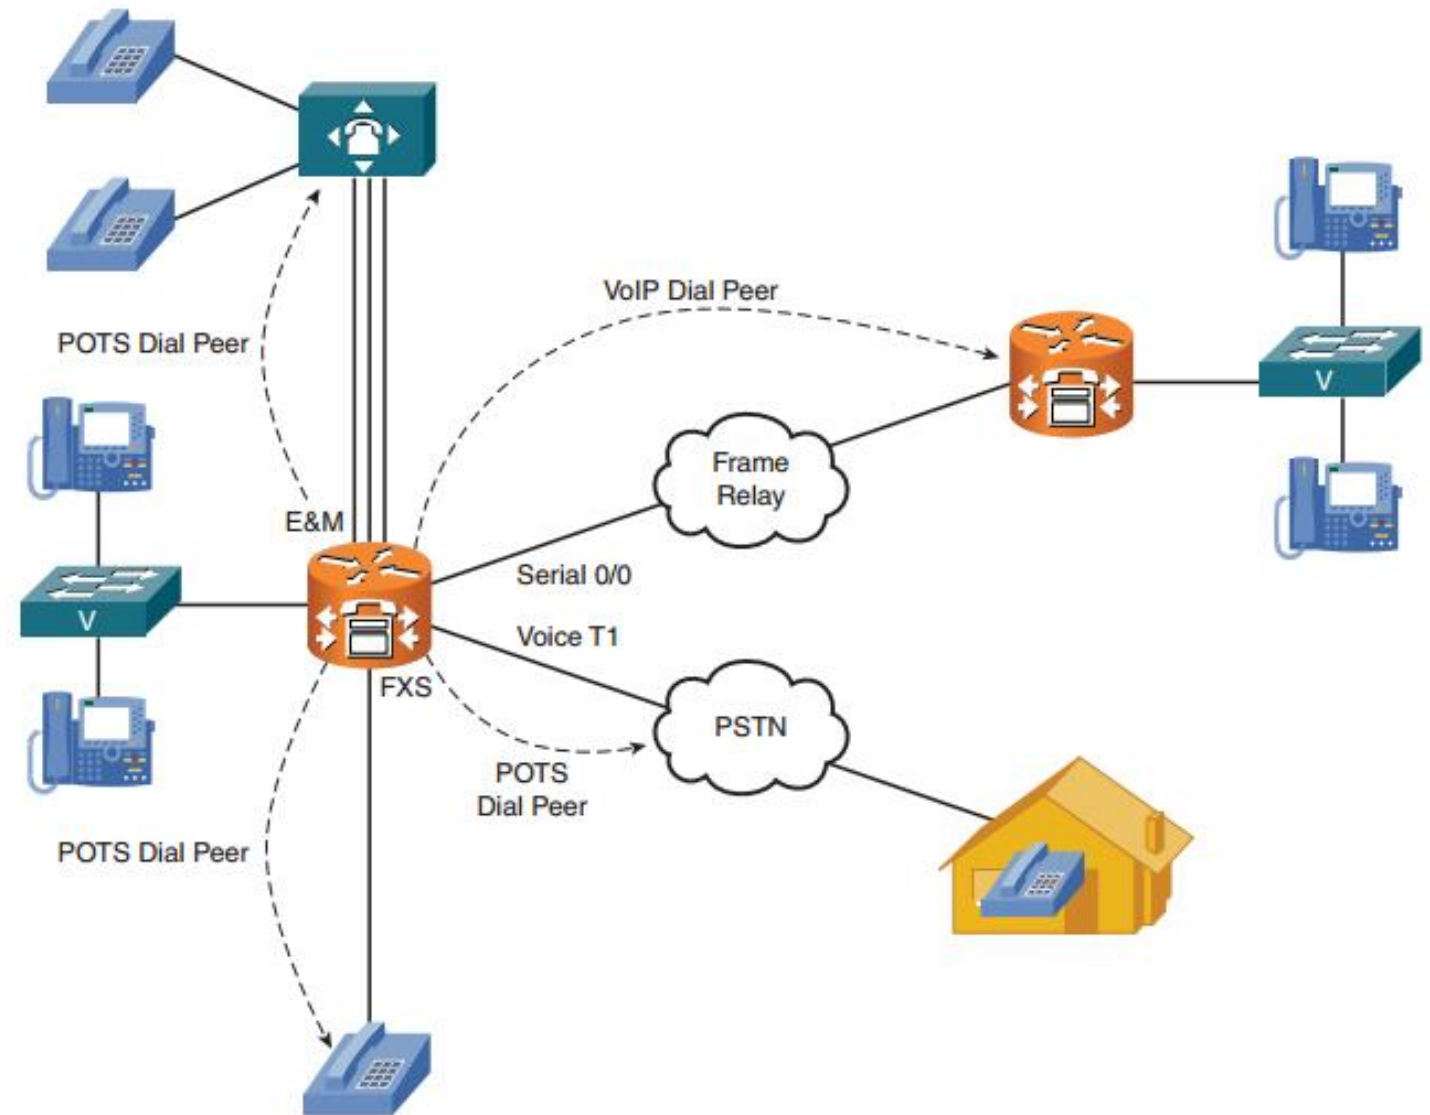 VoIP Dial Peer
POTS Dial Peer
V
Frame
Relay
E&M
Serial 0/0
V
Voice T1
FXS
PSTN
POTS
Dial Peer
POTS Dial Peer